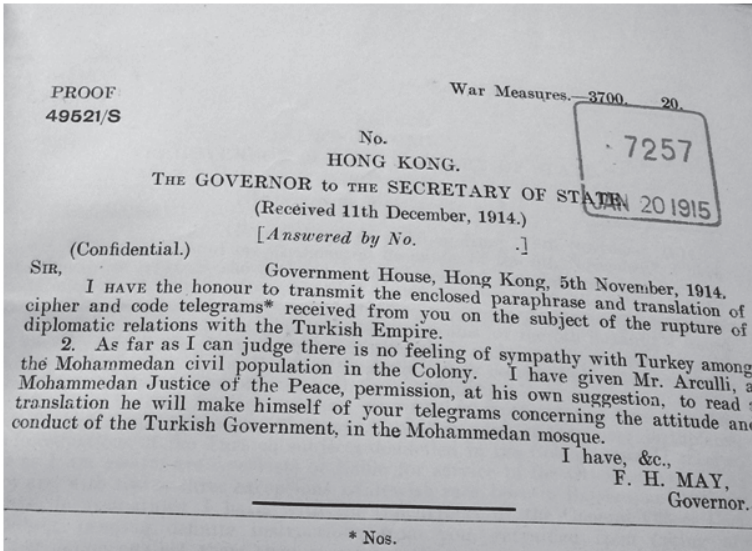 PROOF
War Measures.—3700. 20.
49521/S
7257
No.
HONG KONG.
THE GOVERNOR to THE SECRETARY OF STATE.
JAN 20 1915
(Received 11th December, 1914.)
[Answered by No. .]
(Confidential.)
SIR, Government House, Hong Kong, 5th November, 1914.
I HAVE the honour to transmit the enclosed paraphrase and translation of
cipher and code telegrams* received from you on the subject of the rupture of
diplomatic relations with the Turkish Empire.
2. As far as I can judge there is no feeling of sympathy with Turkey among
the Mohammedan civil population in the Colony. I have given Mr. Arculli, a
Mohammedan Justice of the Peace, permission, at his own suggestion, to read
translation he will make himself of your telegrams concerning the attitude and
conduct of the Turkish Government, in the Mohammedan mosque.
I have, &c.,
F. H. MAY,
Governor.
* Nos.